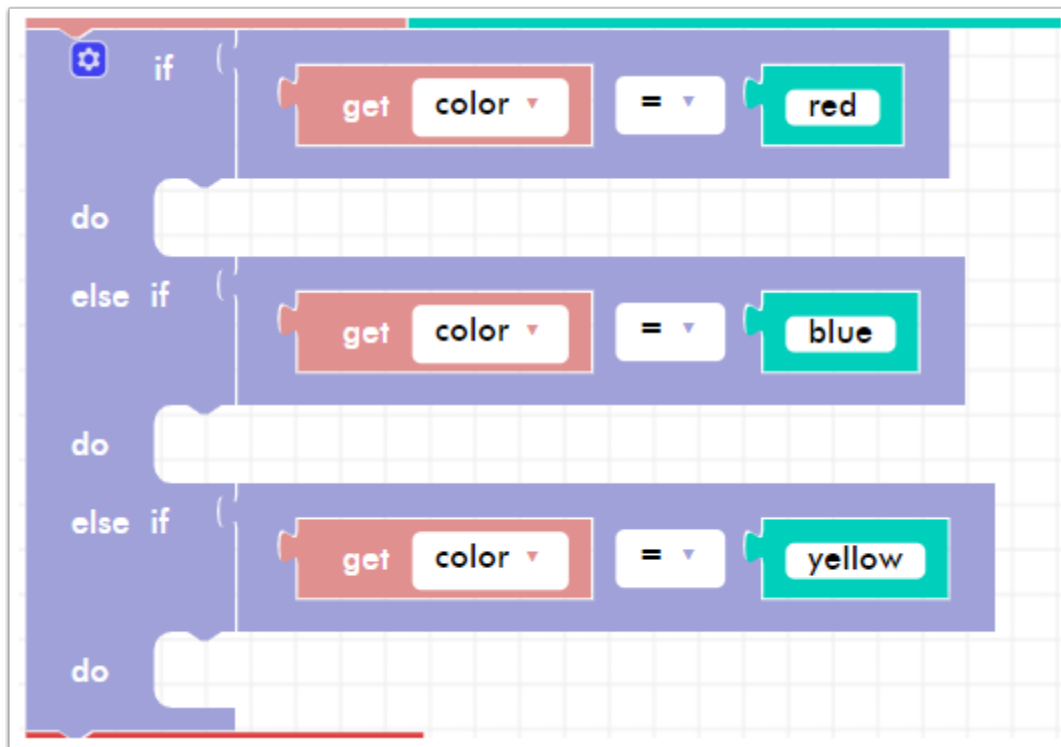 if get color = red
do
else if get color = blue
do
else if get color = yellow
do